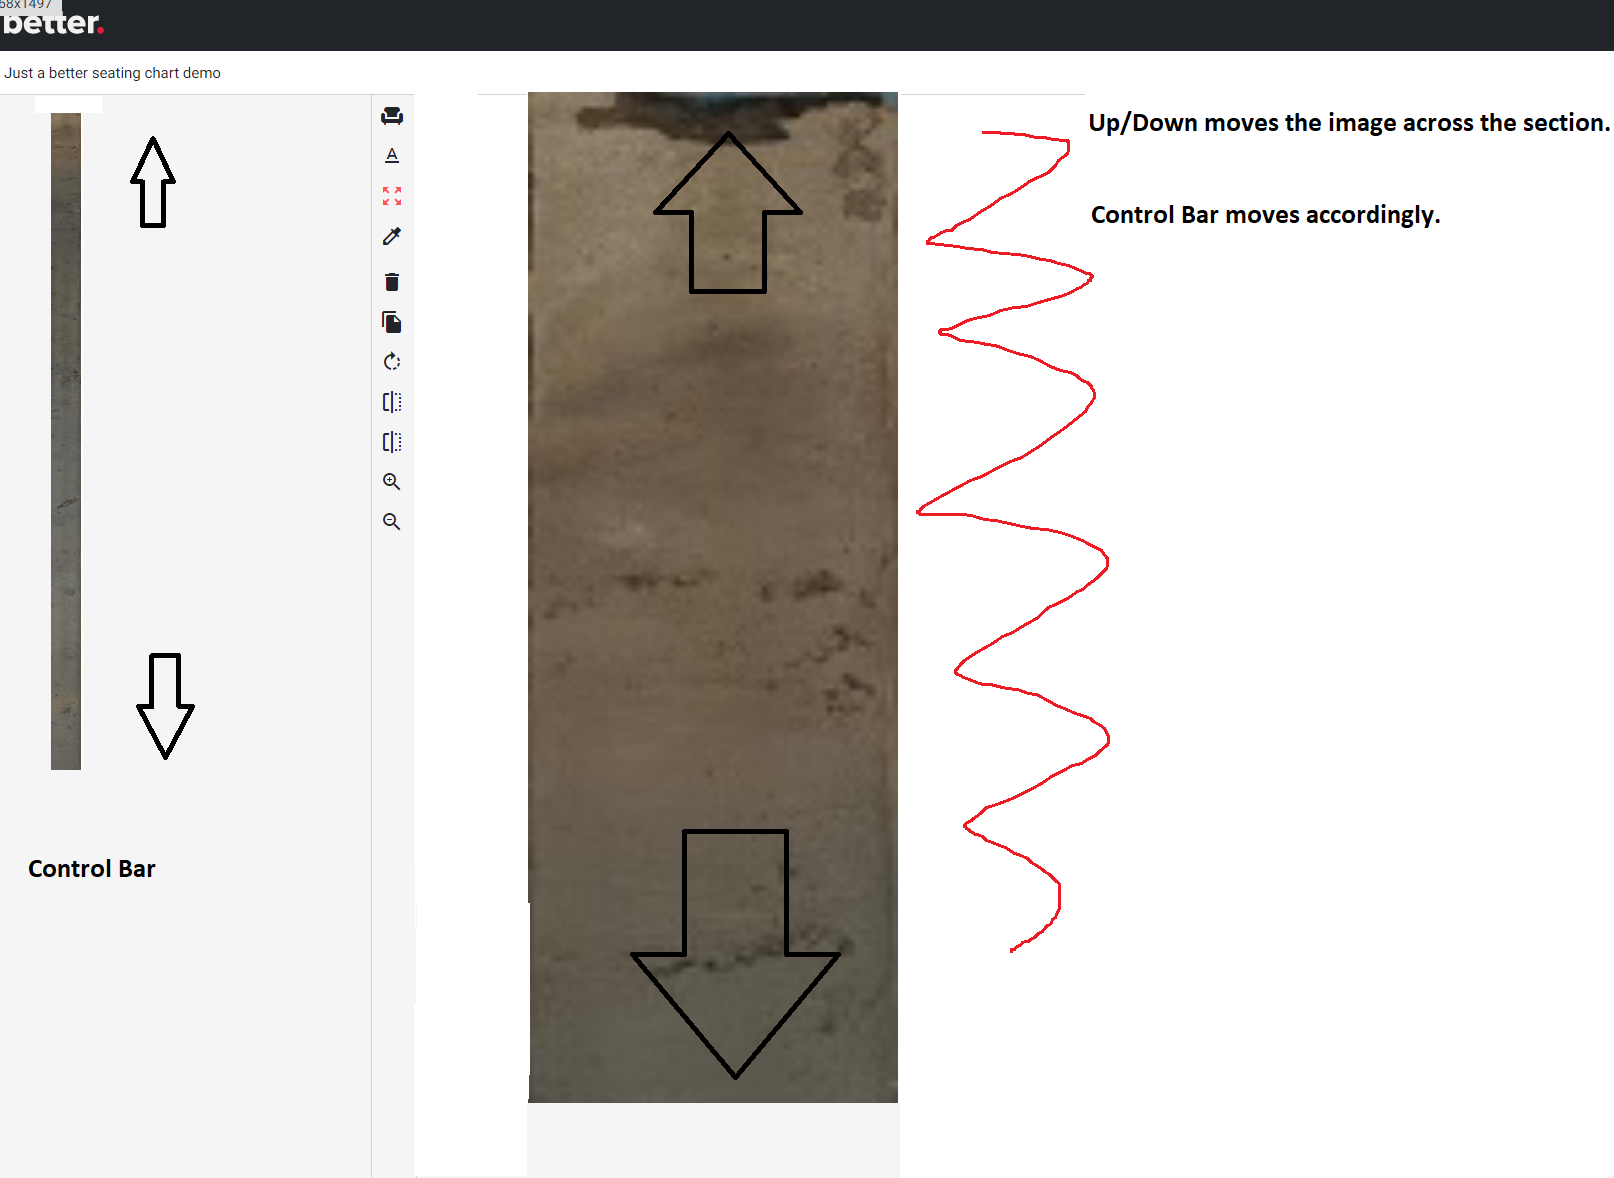 68x1497
better.
Just a better seating chart demo
Up/Down moves the image across the section.
Control Bar moves accordingly.
A
Control Bar